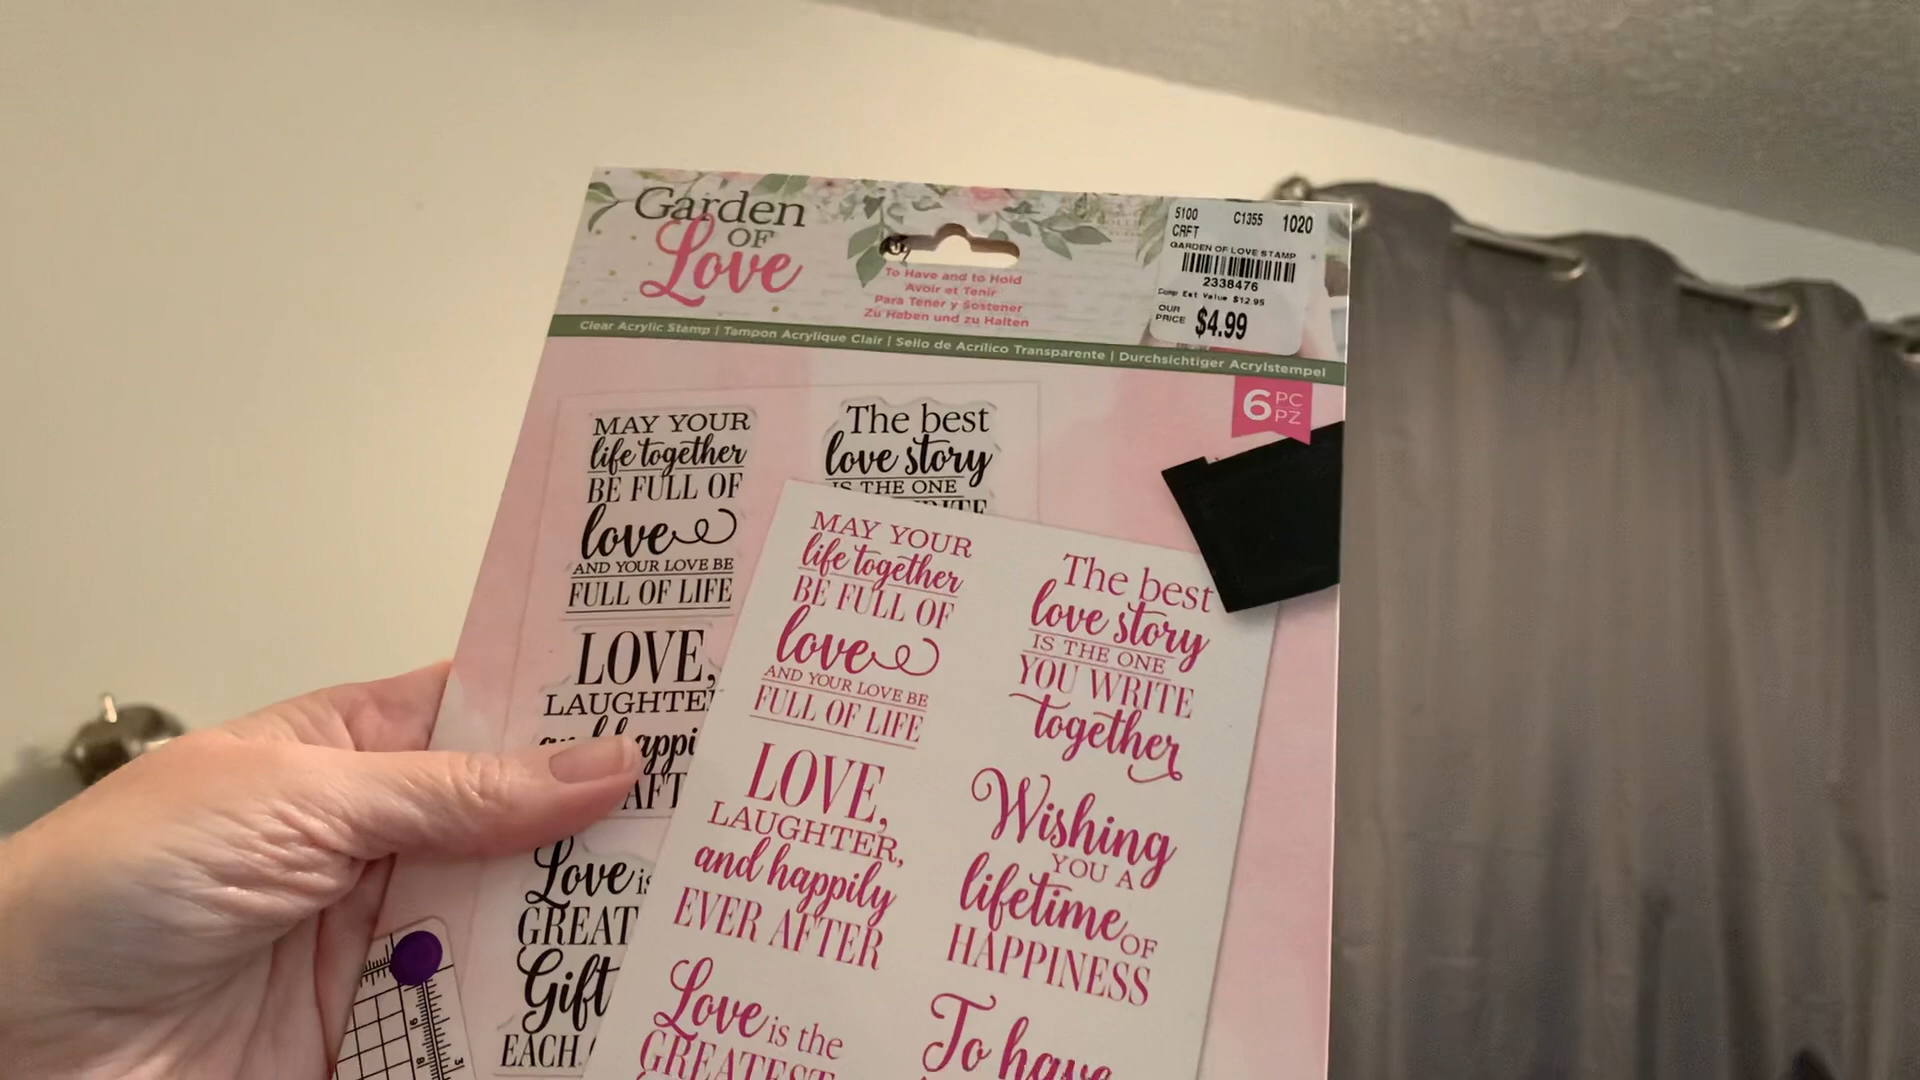 Garden
OF
Love
To Have and to Hold
Avoir et Tenir
Para Tener y Sostener
Zu Haben und zu Halten
5100 C1355 1020
CRFT
GARDEN OF LOVE STAMP
2338476
Comp Est Value $12.95
OUR
PRICE $4.99
Clear Acrylic Stamp | Tampon Acrylique Clair | Sello de Acrílico Transparente | Durchsichtiger Acrylstempel
6 PC
PZ
MAY YOUR
life together
BE FULL OF
love
AND YOUR LOVE BE
FULL OF LIFE
The best
love story
IS THE ONE
LOVE,
LAUGHTE
Love is
GREAT
Gift
EACH
MAY YOUR
life together
BE FULL OF
love
AND YOUR LOVE BE
FULL OF LIFE
The best
love story
IS THE ONE
YOU WRITE
together
LOVE,
LAUGHTER,
and happily
EVER AFTER
Wishing
YOU A
lifetime OF
HAPPINESS
Love is the
GREATEST
To have